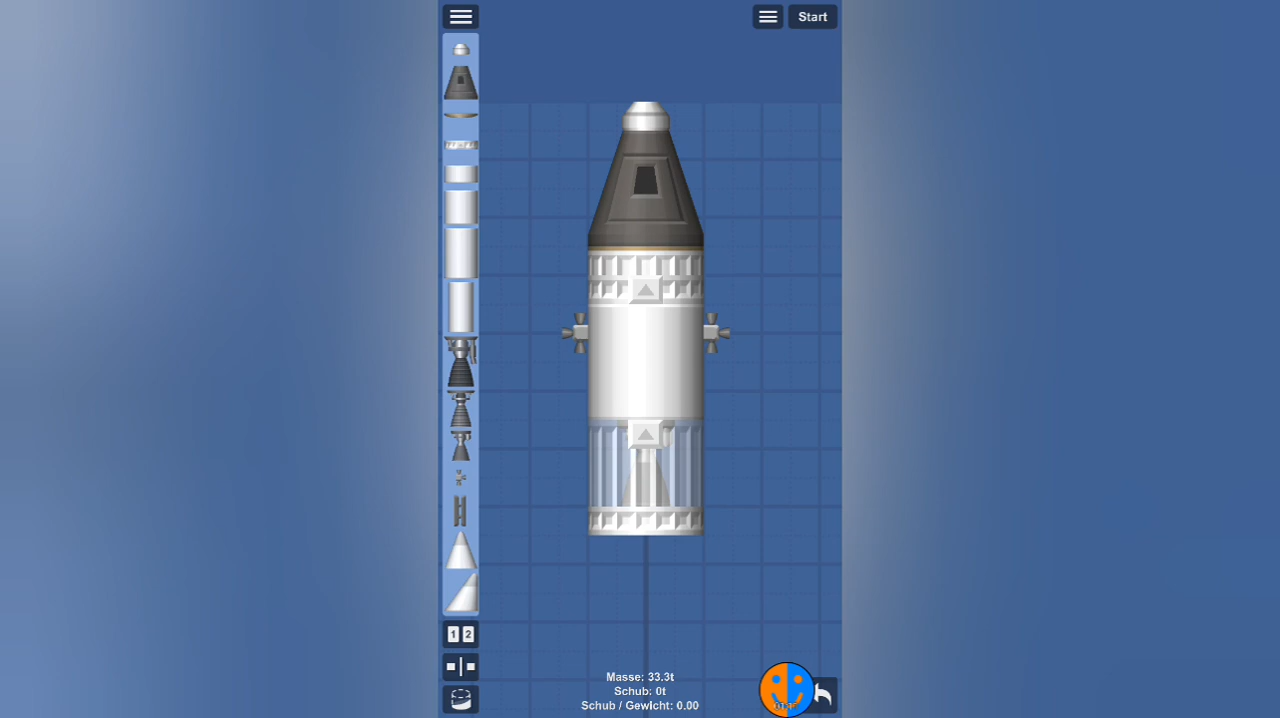 Start
1 2
Masse: 33.3t
Schub: 0t
Schub / Gewicht: 0.00